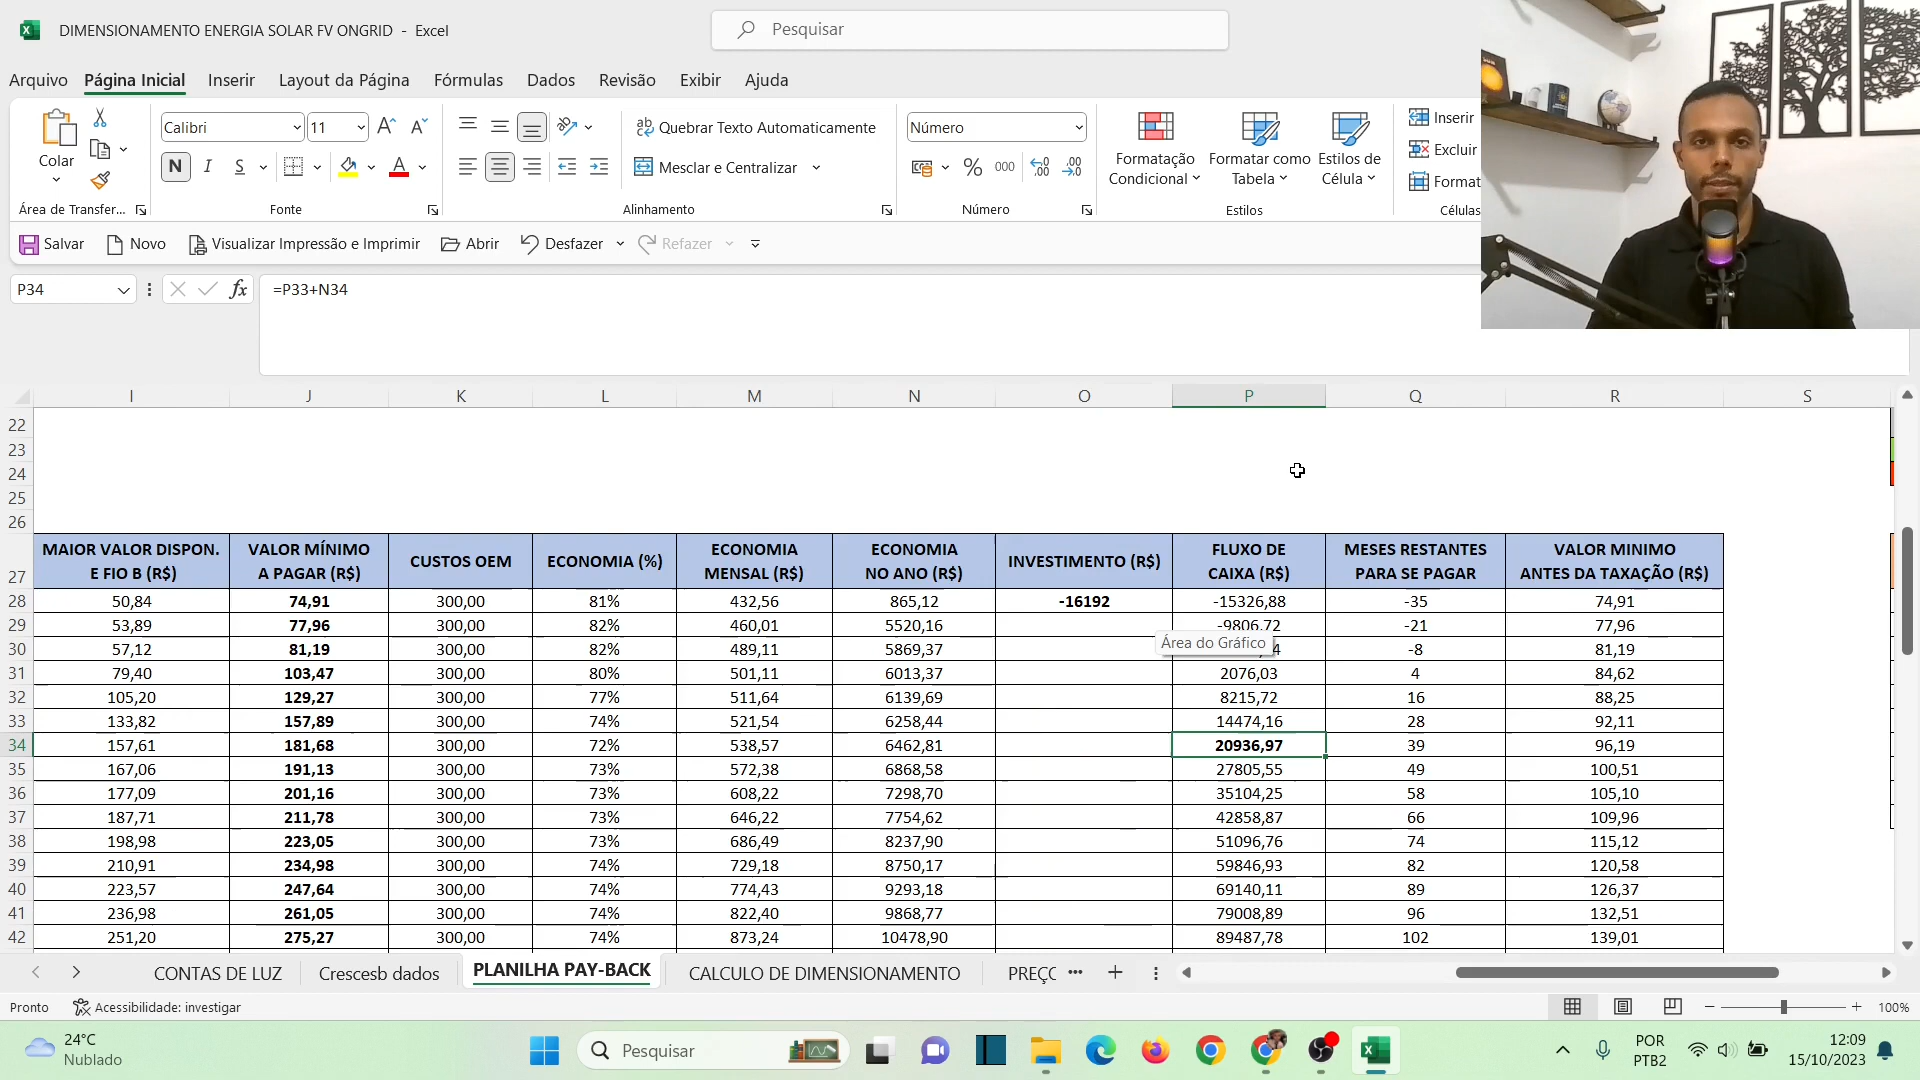 DIMENSIONAMENTO ENERGIA SOLAR FV ONGRID - Excel
Pesquisar
Arquivo Página Inicial Inserir Layout da Página Fórmulas Dados Revisão Exibir Ajuda
Colar
Área de Transfer...
Calibri 11
N I S
Fonte
Quebrar Texto Automaticamente
Mesclar e Centralizar
Alinhamento
Número
% 000
Número
Formatação Condicional
Formatar como Tabela
Estilos de Célula
Estilos
Inserir
Excluir
Format
Células
Salvar Novo Visualizar Impressão e Imprimir Abrir Desfazer Refazer
P34 fx =P33+N34
I J K L M N O P Q R S
22
23
24
25
26
27 MAIOR VALOR DISPON. E FIO B (R$) VALOR MÍNIMO A PAGAR (R$) CUSTOS OEM ECONOMIA (%) ECONOMIA MENSAL (R$) ECONOMIA NO ANO (R$) INVESTIMENTO (R$) FLUXO DE CAIXA (R$) MESES RESTANTES PARA SE PAGAR VALOR MINIMO ANTES DA TAXAÇÃO (R$)
28 50,84 74,91 300,00 81% 432,56 865,12 -16192 -15326,88 -35 74,91
29 53,89 77,96 300,00 82% 460,01 5520,16 -9806,72 -21 77,96
30 57,12 81,19 300,00 82% 489,11 5869,37 -8 81,19
Área do Gráfico
31 79,40 103,47 300,00 80% 501,11 6013,37 2076,03 4 84,62
32 105,20 129,27 300,00 77% 511,64 6139,69 8215,72 16 88,25
33 133,82 157,89 300,00 74% 521,54 6258,44 14474,16 28 92,11
34 157,61 181,68 300,00 72% 538,57 6462,81 20936,97 39 96,19
35 167,06 191,13 300,00 73% 572,38 6868,58 27805,55 49 100,51
36 177,09 201,16 300,00 73% 608,22 7298,70 35104,25 58 105,10
37 187,71 211,78 300,00 73% 646,22 7754,62 42858,87 66 109,96
38 198,98 223,05 300,00 73% 686,49 8237,90 51096,76 74 115,12
39 210,91 234,98 300,00 74% 729,18 8750,17 59846,93 82 120,58
40 223,57 247,64 300,00 74% 774,43 9293,18 69140,11 89 126,37
41 236,98 261,05 300,00 74% 822,40 9868,77 79008,89 96 132,51
42 251,20 275,27 300,00 74% 873,24 10478,90 89487,78 102 139,01
CONTAS DE LUZ Crescesb dados PLANILHA PAY-BACK CALCULO DE DIMENSIONAMENTO PREÇC ...
Pronto Acessibilidade: investigar 100%
24°C
Nublado
Pesquisar
POR
PTB2
12:09
15/10/2023